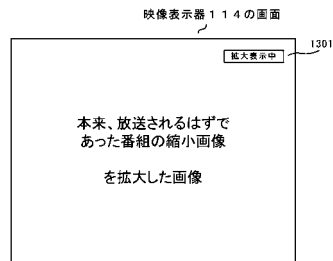 映像表示器１１４の画面
1301
拡大表示中
本来、放送されるはずで
あった番組の縮小画像
を拡大した画像